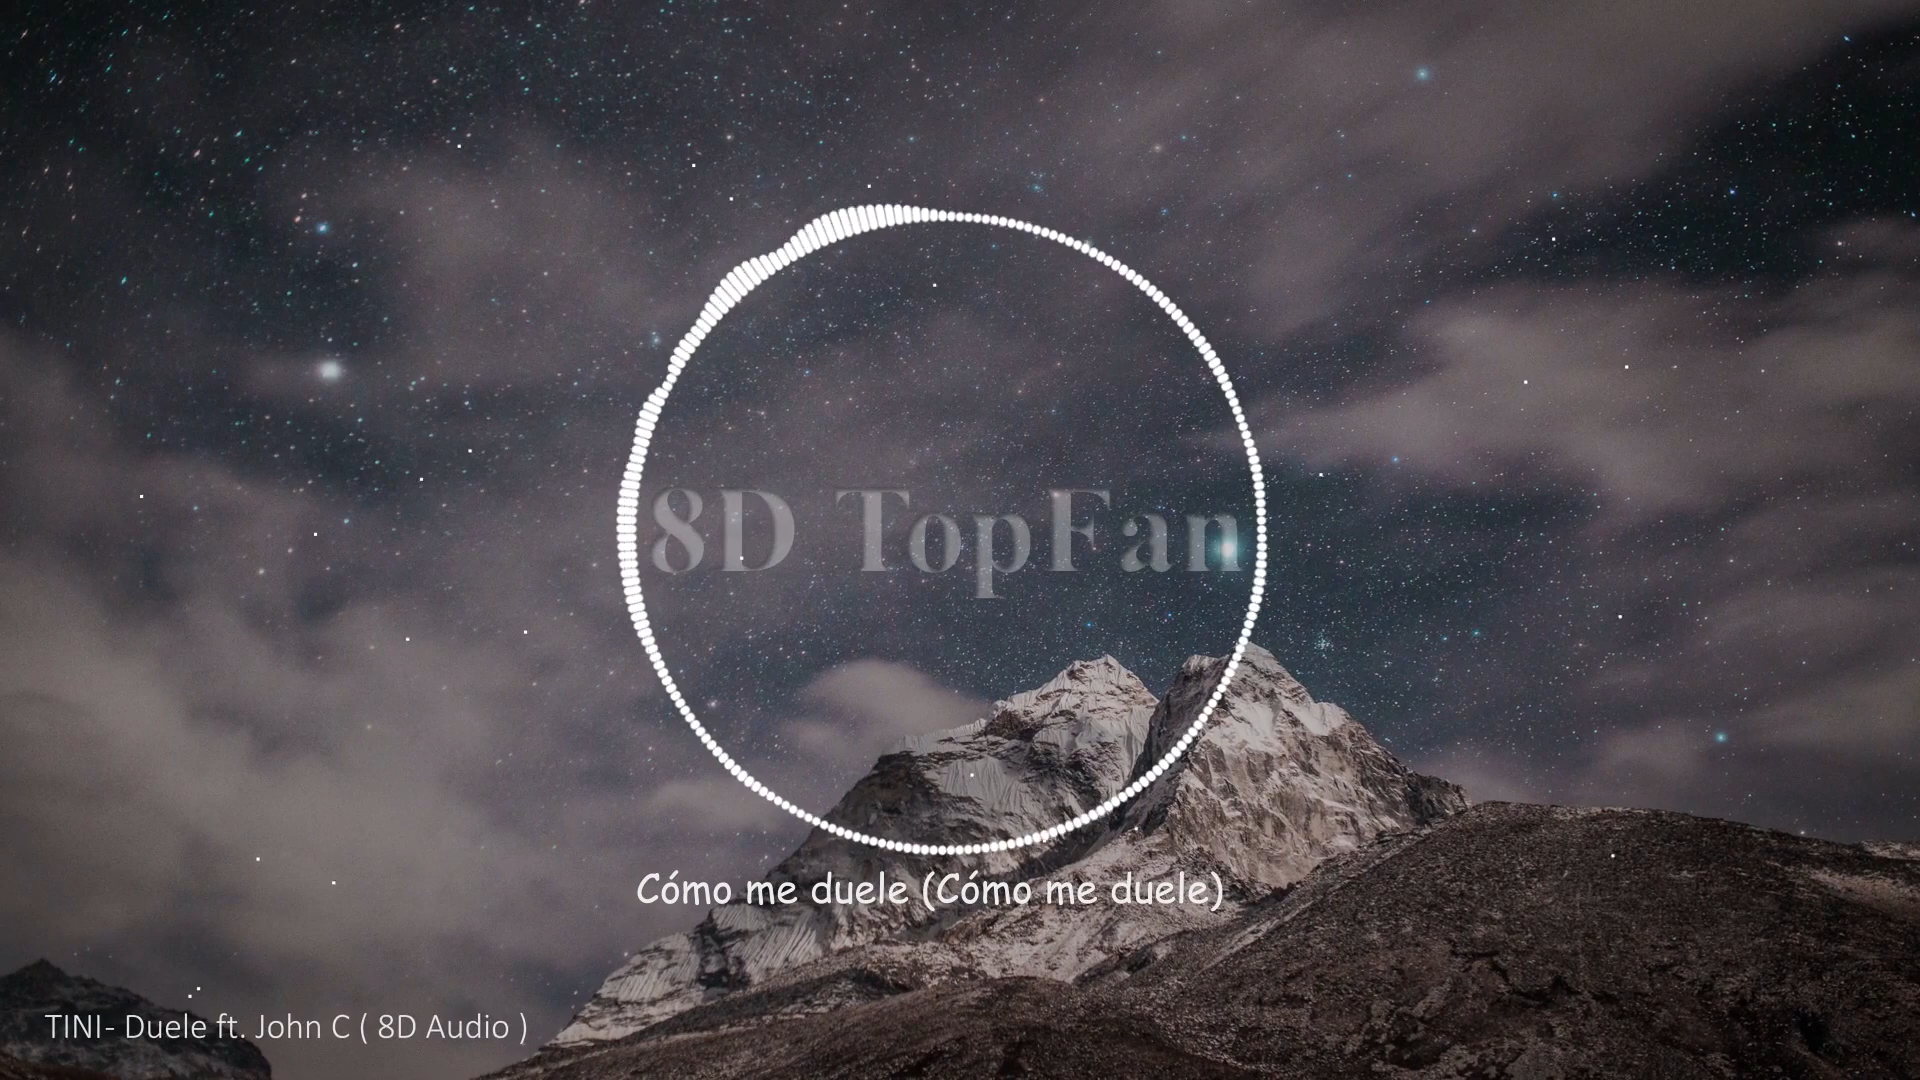 8D TopFan
Cómo me duele (Cómo me duele)
TINI- Duele ft. John C ( 8D Audio )